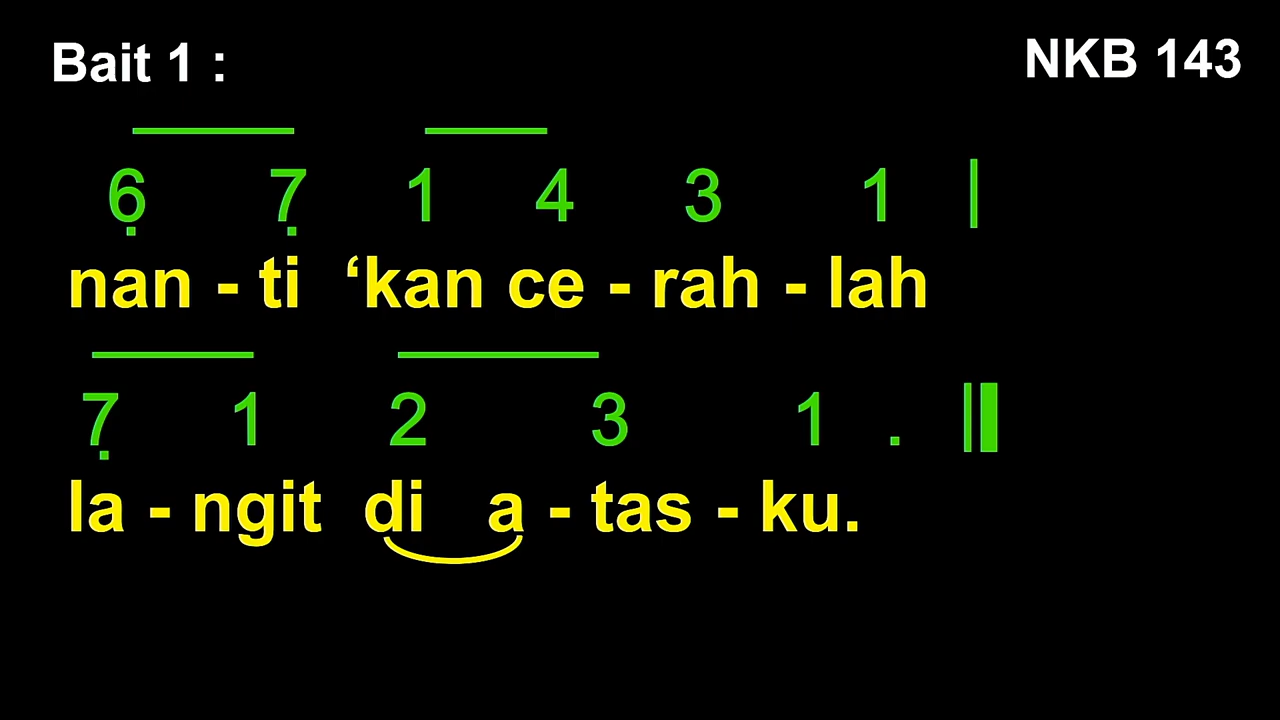 Bait 1 : NKB 143
6̣ 7̣ 1 4 3 1 |
nan - ti ‘kan ce - rah - lah
7̣ 1 2 3 1 . ||
la - ngit di a - tas - ku.